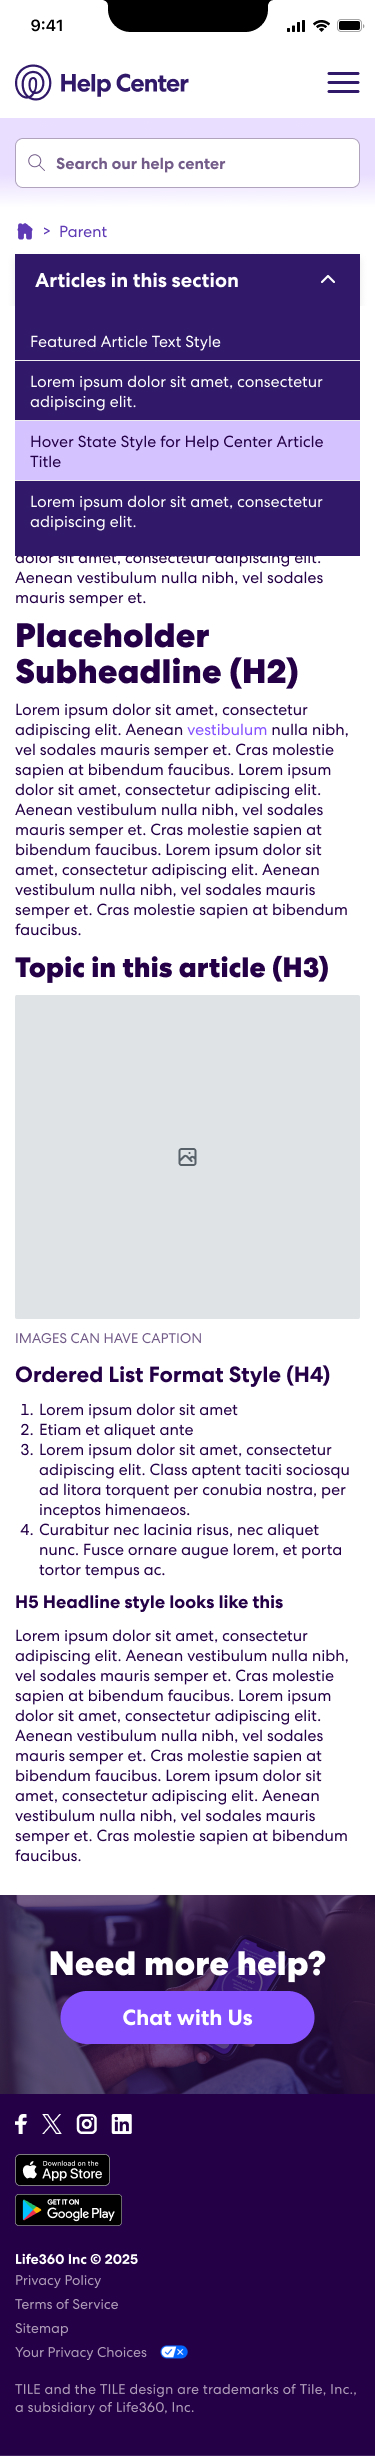 9:41
Help Center
Search our help center
> Parent
Articles in this section
Featured Article Text Style
Lorem ipsum dolor sit amet, consectetur
adipiscing elit.
Hover State Style for Help Center Article
Title
Lorem ipsum dolor sit amet, consectetur
adipiscing elit.
dolor sit amet, consectetur adipiscing elit.
Aenean vestibulum nulla nibh, vel sodales
mauris semper et.
Placeholder
Subheadline (H2)
Lorem ipsum dolor sit amet, consectetur
adipiscing elit. Aenean vestibulum nulla nibh,
vel sodales mauris semper et. Cras molestie
sapien at bibendum faucibus. Lorem ipsum
dolor sit amet, consectetur adipiscing elit.
Aenean vestibulum nulla nibh, vel sodales
mauris semper et. Cras molestie sapien at
bibendum faucibus. Lorem ipsum dolor sit
amet, consectetur adipiscing elit. Aenean
vestibulum nulla nibh, vel sodales mauris
semper et. Cras molestie sapien at bibendum
faucibus.
Topic in this article (H3)
IMAGES CAN HAVE CAPTION
Ordered List Format Style (H4)
1. Lorem ipsum dolor sit amet
2. Etiam et aliquet ante
3. Lorem ipsum dolor sit amet, consectetur
adipiscing elit. Class aptent taciti sociosqu
ad litora torquent per conubia nostra, per
inceptos himenaeos.
4. Curabitur nec lacinia risus, nec aliquet
nunc. Fusce ornare augue lorem, et porta
tortor tempus ac.
H5 Headline style looks like this
Lorem ipsum dolor sit amet, consectetur
adipiscing elit. Aenean vestibulum nulla nibh,
vel sodales mauris semper et. Cras molestie
sapien at bibendum faucibus. Lorem ipsum
dolor sit amet, consectetur adipiscing elit.
Aenean vestibulum nulla nibh, vel sodales
mauris semper et. Cras molestie sapien at
bibendum faucibus. Lorem ipsum dolor sit
amet, consectetur adipiscing elit. Aenean
vestibulum nulla nibh, vel sodales mauris
semper et. Cras molestie sapien at bibendum
faucibus.
Need more help?
Chat with Us
Download on the
App Store
GET IT ON
Google Play
Life360 Inc © 2025
Privacy Policy
Terms of Service
Sitemap
Your Privacy Choices
TILE and the TILE design are trademarks of Tile, Inc.,
a subsidiary of Life360, Inc.